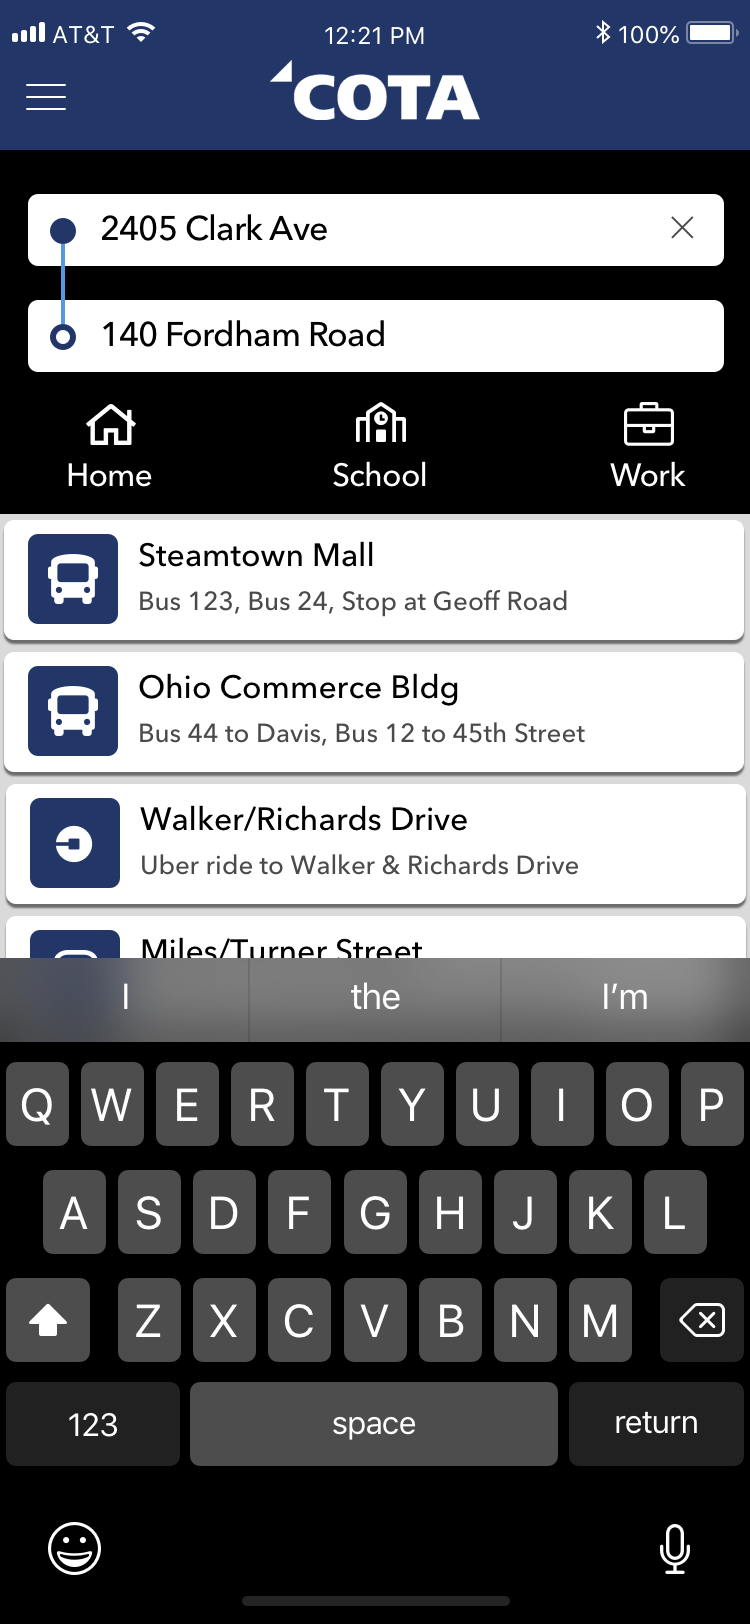 AT&T 12:21 PM 100%
COTA
2405 Clark Ave
140 Fordham Road
Home School Work
Steamtown Mall
Bus 123, Bus 24, Stop at Geoff Road
Ohio Commerce Bldg
Bus 44 to Davis, Bus 12 to 45th Street
Walker/Richards Drive
Uber ride to Walker & Richards Drive
Miles/Turner Street
I the I’m
Q W E R T Y U I O P
A S D F G H J K L
Z X C V B N M
123 space return